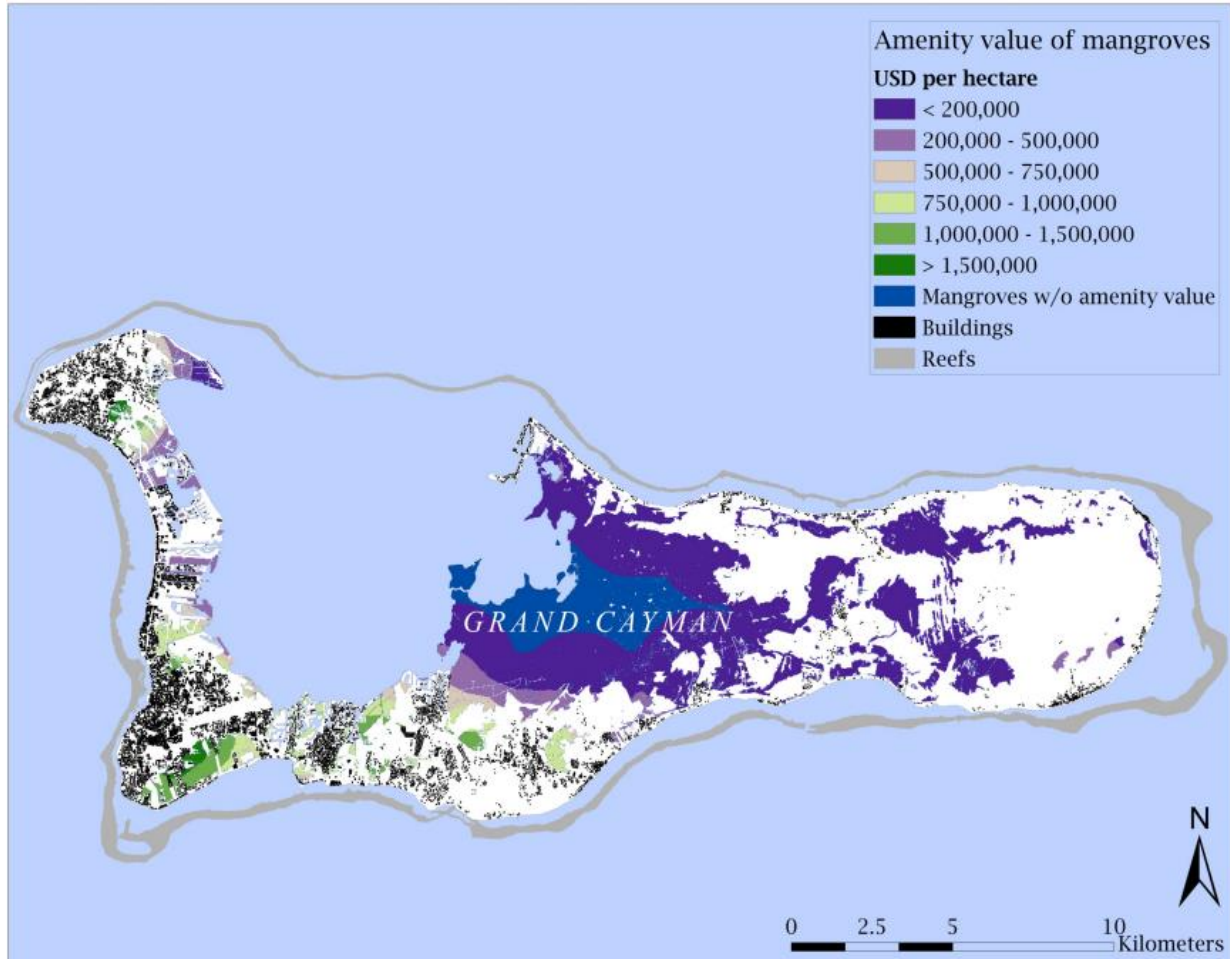 Amenity value of mangroves
USD per hectare
< 200,000
200,000 - 500,000
500,000 - 750,000
750,000 - 1,000,000
1,000,000 - 1,500,000
> 1,500,000
Mangroves w/o amenity value
Buildings
Reefs
GRAND CAYMAN
N
0 2.5 5 10
Kilometers